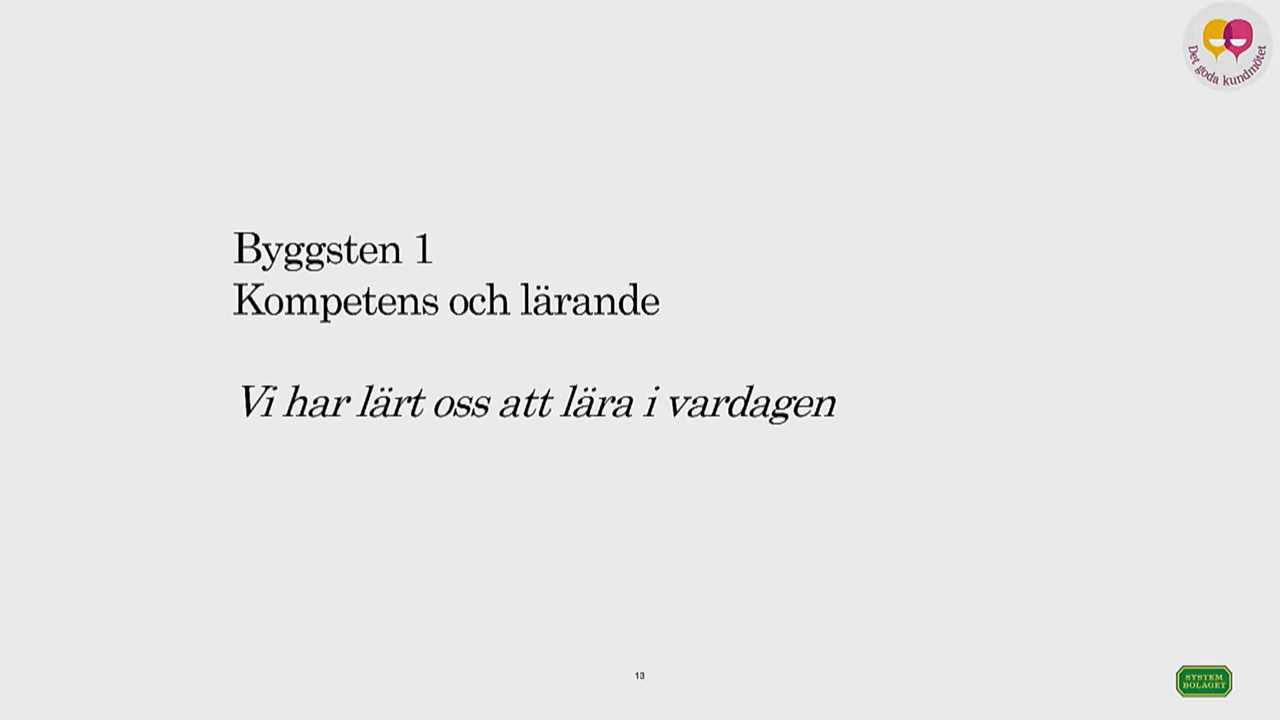 Det goda kundmötet
Byggsten 1
Kompetens och lärande
Vi har lärt oss att lära i vardagen
13
SYSTEM
BOLAGET